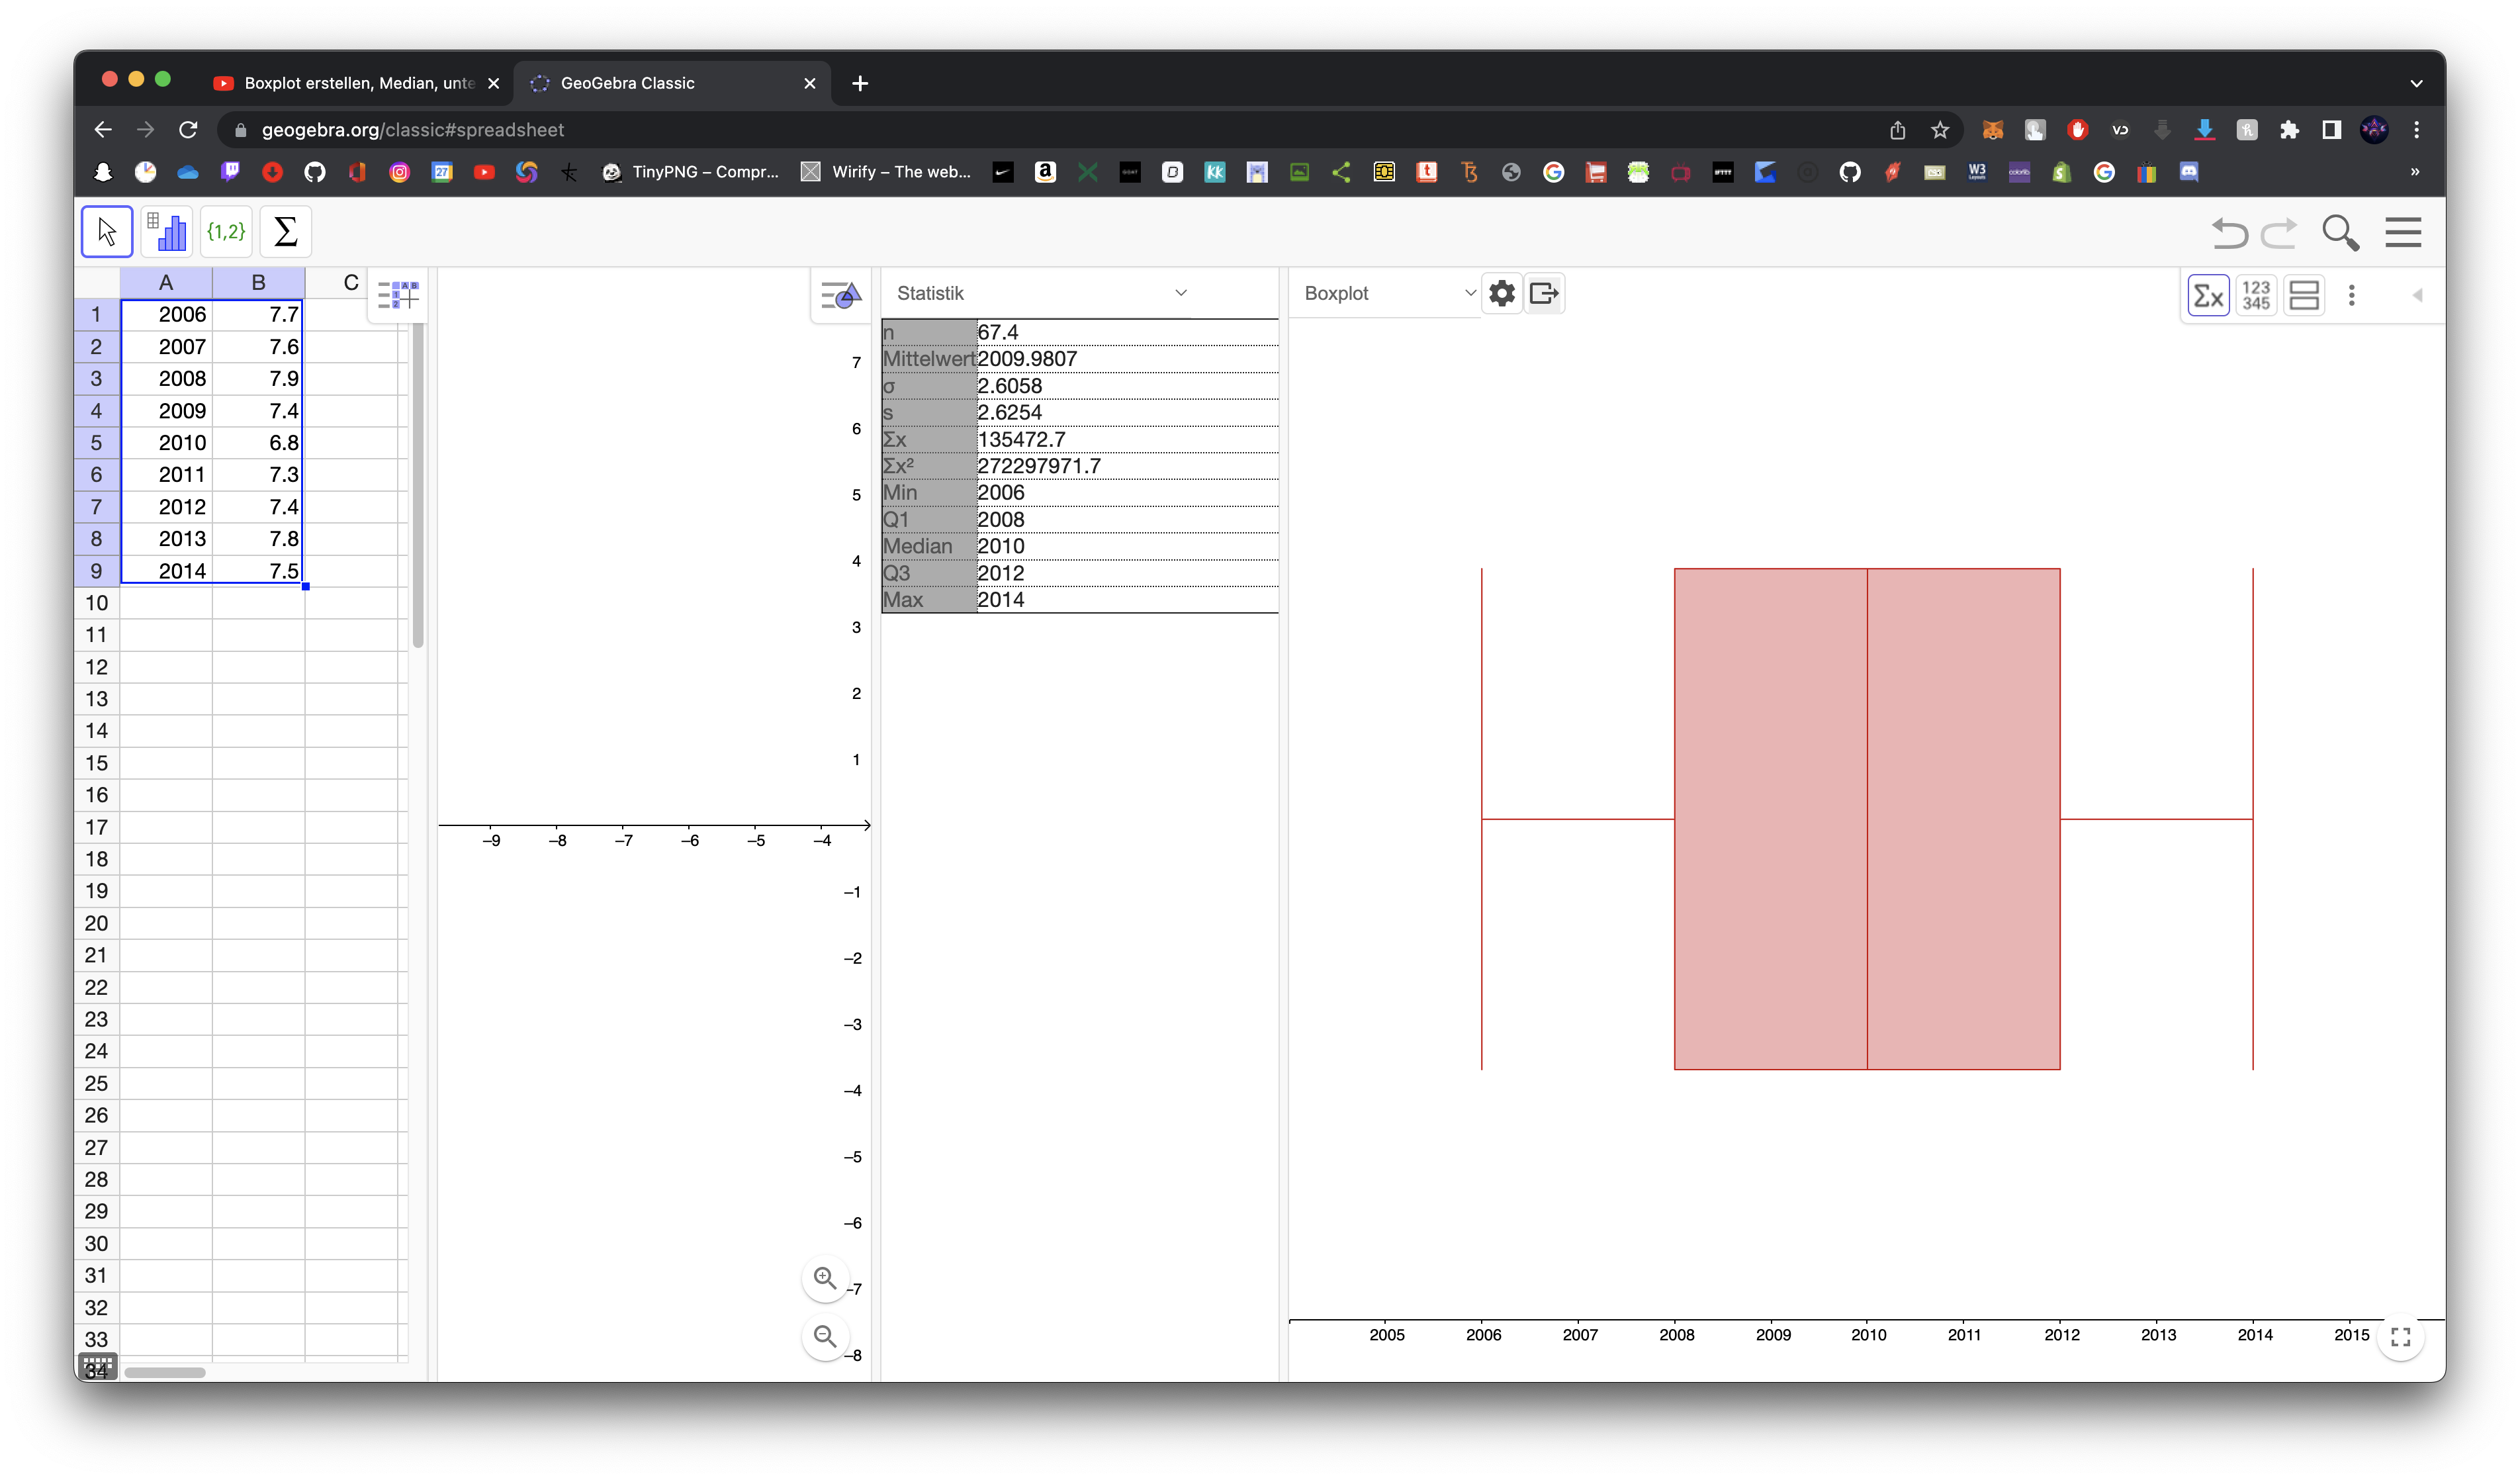 Boxplot erstellen, Median, unte
GeoGebra Classic
geogebra.org/classic#spreadsheet
27
TinyPNG – Compr...
Wirify – The web...
a
KK
t
IFTTT
W3
»
VD
{1,2}
Σ
A B C
1 2006 7.7
2 2007 7.6
3 2008 7.9
4 2009 7.4
5 2010 6.8
6 2011 7.3
7 2012 7.4
8 2013 7.8
9 2014 7.5
10
11
12
13
14
15
16
17
18
19
20
21
22
23
24
25
26
27
28
29
30
31
32
33
34
7
6
5
4
3
2
1
–9 –8 –7 –6 –5 –4
–1
–2
–3
–4
–5
–6
–7
–8
Statistik
n 67.4
Mittelwert 2009.9807
σ 2.6058
s 2.6254
Σx 135472.7
Σx² 272297971.7
Min 2006
Q1 2008
Median 2010
Q3 2012
Max 2014
Boxplot
Σx
123
345
2005 2006 2007 2008 2009 2010 2011 2012 2013 2014 2015